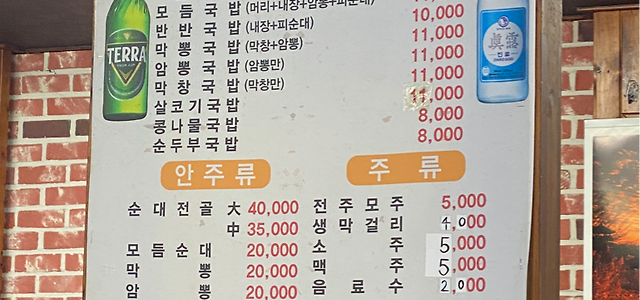 모듬국밥 (머리+내장+암뽕+피순대)
반반국밥 (내장+피순대) 10,000
막뽕국밥 (막창+암뽕) 11,000
암뽕국밥 (암뽕만) 11,000
막창국밥 (막창만) 11,000
살코기국밥
콩나물국밥 8,000
순두부국밥 8,000
TERRA
眞露
안주류
주류
순대전골 大 40,000
中 35,000
모듬순대 20,000
막뽕 20,000
암뽕 20,000
전주모주 5,000
생막걸리 4,000
소주 5,000
맥주 5,000
음료수 2,000